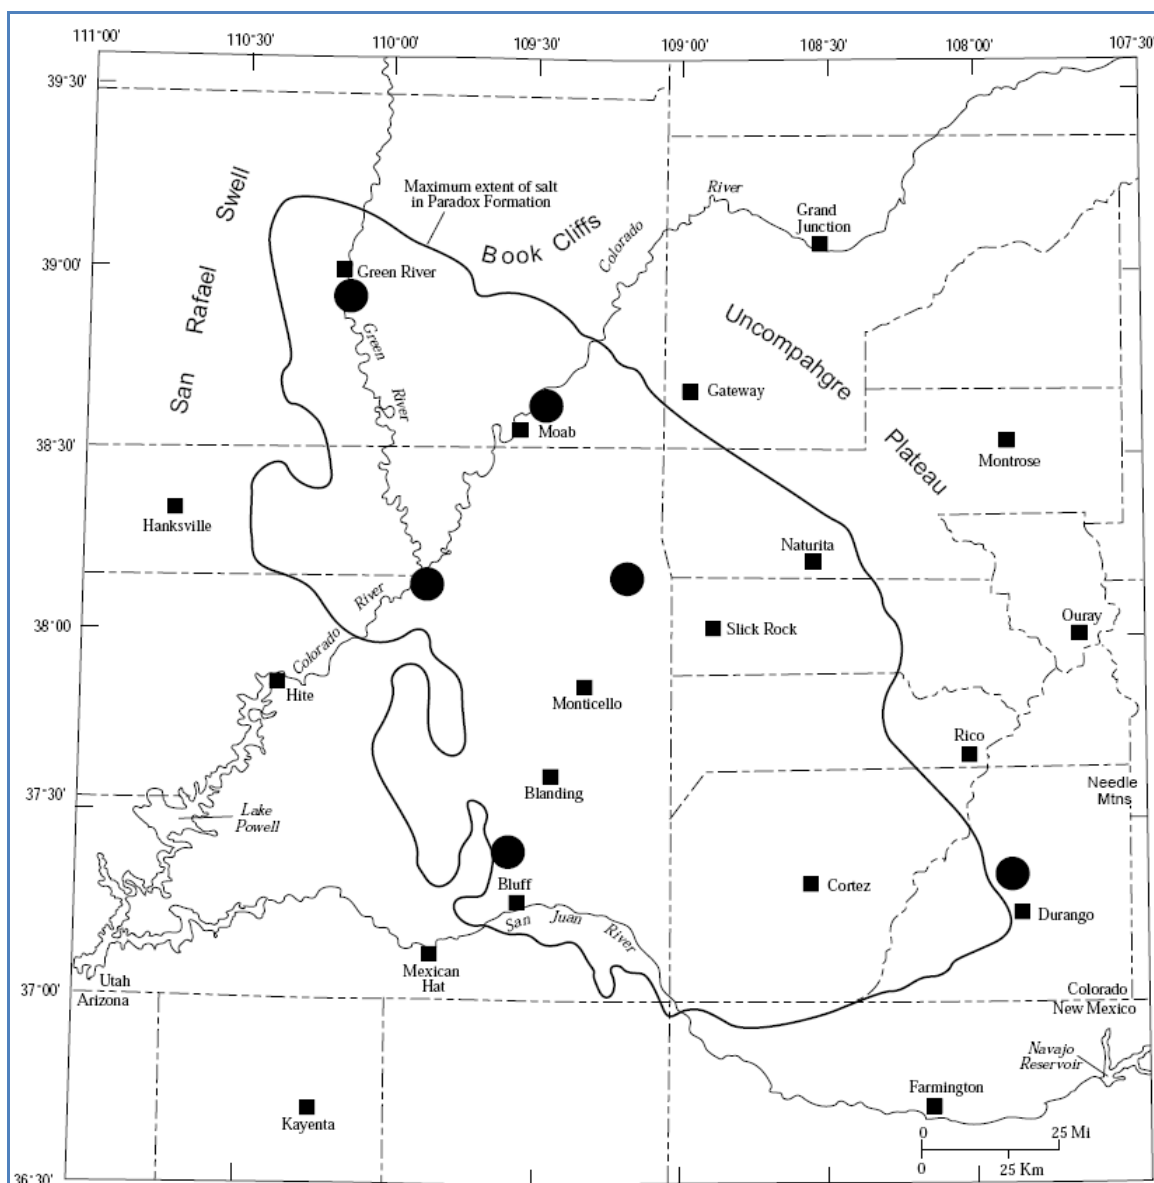 111°00'
110°30'
110°00'
109°30'
109°00'
108°30'
108°00'
107°30'
39°30'
Maximum extent of salt
in Paradox Formation
River
San Rafael Swell
Book Cliffs
Colorado
Grand
Junction
39°00'
Green River
Uncompahgre
Plateau
Green
River
Gateway
Moab
38°30'
Montrose
Hanksville
Naturita
River
Colorado
38°00'
Slick Rock
Ouray
Hite
Monticello
Rico
Blanding
Needle
Mtns
37°30'
Lake
Powell
Bluff
Cortez
San Juan River
Durango
Mexican
Hat
Utah
Arizona
37°00'
Colorado
New Mexico
Navajo
Reservoir
Kayenta
Farmington
0 25 Mi
0 25 Km
36°30'